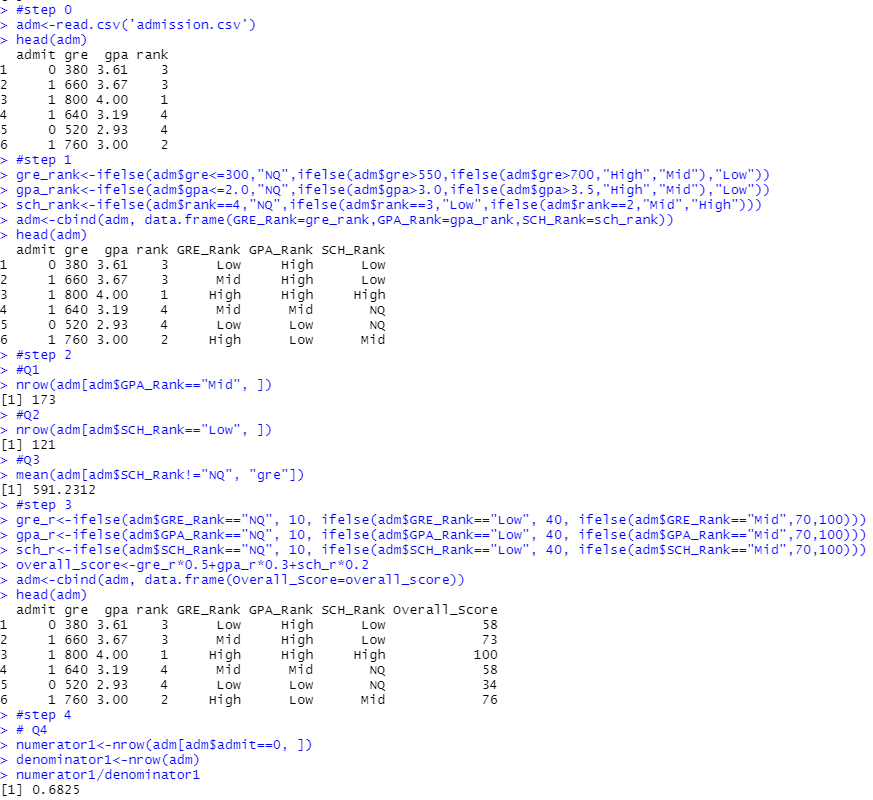 > #step 0
> adm<-read.csv('admission.csv')
> head(adm)
  admit gre  gpa rank
1     0 380 3.61    3
2     1 660 3.67    3
3     1 800 4.00    1
4     1 640 3.19    4
5     0 520 2.93    4
6     1 760 3.00    2
> #step 1
> gre_rank<-ifelse(adm$gre<=300,"NQ",ifelse(adm$gre>550,ifelse(adm$gre>700,"High","Mid"),"Low"))
> gpa_rank<-ifelse(adm$gpa<=2.0,"NQ",ifelse(adm$gpa>3.0,ifelse(adm$gpa>3.5,"High","Mid"),"Low"))
> sch_rank<-ifelse(adm$rank==4,"NQ",ifelse(adm$rank==3,"Low",ifelse(adm$rank==2,"Mid","High")))
> adm<-cbind(adm, data.frame(GRE_Rank=gre_rank,GPA_Rank=gpa_rank,SCH_Rank=sch_rank))
> head(adm)
  admit gre  gpa rank GRE_Rank GPA_Rank SCH_Rank
1     0 380 3.61    3      Low     High      Low
2     1 660 3.67    3      Mid     High      Low
3     1 800 4.00    1     High     High     High
4     1 640 3.19    4      Mid      Mid       NQ
5     0 520 2.93    4      Low      Low       NQ
6     1 760 3.00    2     High      Low      Mid
> #step 2
> #Q1
> nrow(adm[adm$GPA_Rank=="Mid", ])
[1] 173
> #Q2
> nrow(adm[adm$SCH_Rank=="Low", ])
[1] 121
> #Q3
> mean(adm[adm$SCH_Rank!="NQ", "gre"])
[1] 591.2312
> #step 3
> gre_r<-ifelse(adm$GRE_Rank=="NQ", 10, ifelse(adm$GRE_Rank=="Low", 40, ifelse(adm$GRE_Rank=="Mid",70,100)))
> gpa_r<-ifelse(adm$GPA_Rank=="NQ", 10, ifelse(adm$GPA_Rank=="Low", 40, ifelse(adm$GPA_Rank=="Mid",70,100)))
> sch_r<-ifelse(adm$SCH_Rank=="NQ", 10, ifelse(adm$SCH_Rank=="Low", 40, ifelse(adm$SCH_Rank=="Mid",70,100)))
> overall_score<-gre_r*0.5+gpa_r*0.3+sch_r*0.2
> adm<-cbind(adm, data.frame(Overall_Score=overall_score))
> head(adm)
  admit gre  gpa rank GRE_Rank GPA_Rank SCH_Rank Overall_Score
1     0 380 3.61    3      Low     High      Low            58
2     1 660 3.67    3      Mid     High      Low            73
3     1 800 4.00    1     High     High     High           100
4     1 640 3.19    4      Mid      Mid       NQ            58
5     0 520 2.93    4      Low      Low       NQ            34
6     1 760 3.00    2     High      Low      Mid            76
> #step 4
> # Q4
> numerator1<-nrow(adm[adm$admit==0, ])
> denominator1<-nrow(adm)
> numerator1/denominator1
[1] 0.6825